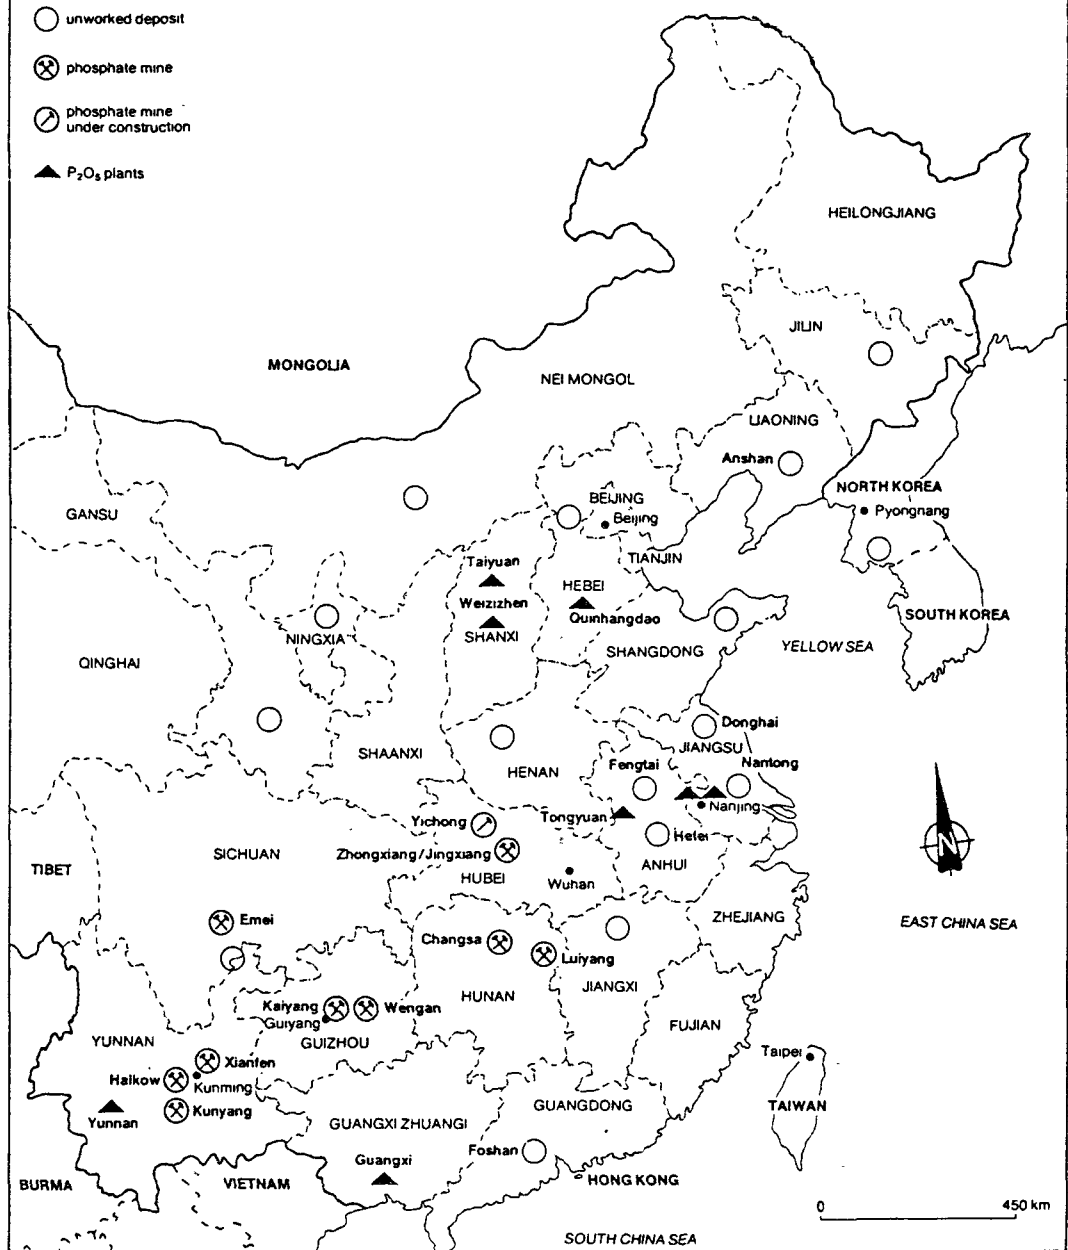 unworked deposit
phosphate mine
phosphate mine
under construction
P₂O₅ plants
HEILONGJIANG
JILIN
MONGOLIA
NEI MONGOL
LIAONING
Anshan
NORTH KOREA
Pyongnang
BEIJING
Beijing
GANSU
TIANJIN
Taiyuan
HEBEI
Weizizhen
Quinhangdao
SHANXI
SOUTH KOREA
NINGXIA
YELLOW SEA
SHANGDONG
QINGHAI
Donghai
JIANGSU
SHAANXI
HENAN
Fengtai
Nantong
Nanjing
Yichong
Tongyuan
Hefei
Zhongxiang/Jingxiang
SICHUAN
ANHUI
TIBET
HUBEI
Wuhan
ZHEJIANG
N
EAST CHINA SEA
Emei
Changsa
Luiyang
JIANGXI
HUNAN
Kaiyang
Wengan
Guiyang
FUJIAN
GUIZHOU
YUNNAN
Taipei
Xianfen
Haikow
Kunming
Kunyang
Yunnan
GUANGDONG
TAIWAN
GUANGXI ZHUANGI
Foshan
Guangxi
HONG KONG
BURMA
VIETNAM
0 450 km
SOUTH CHINA SEA